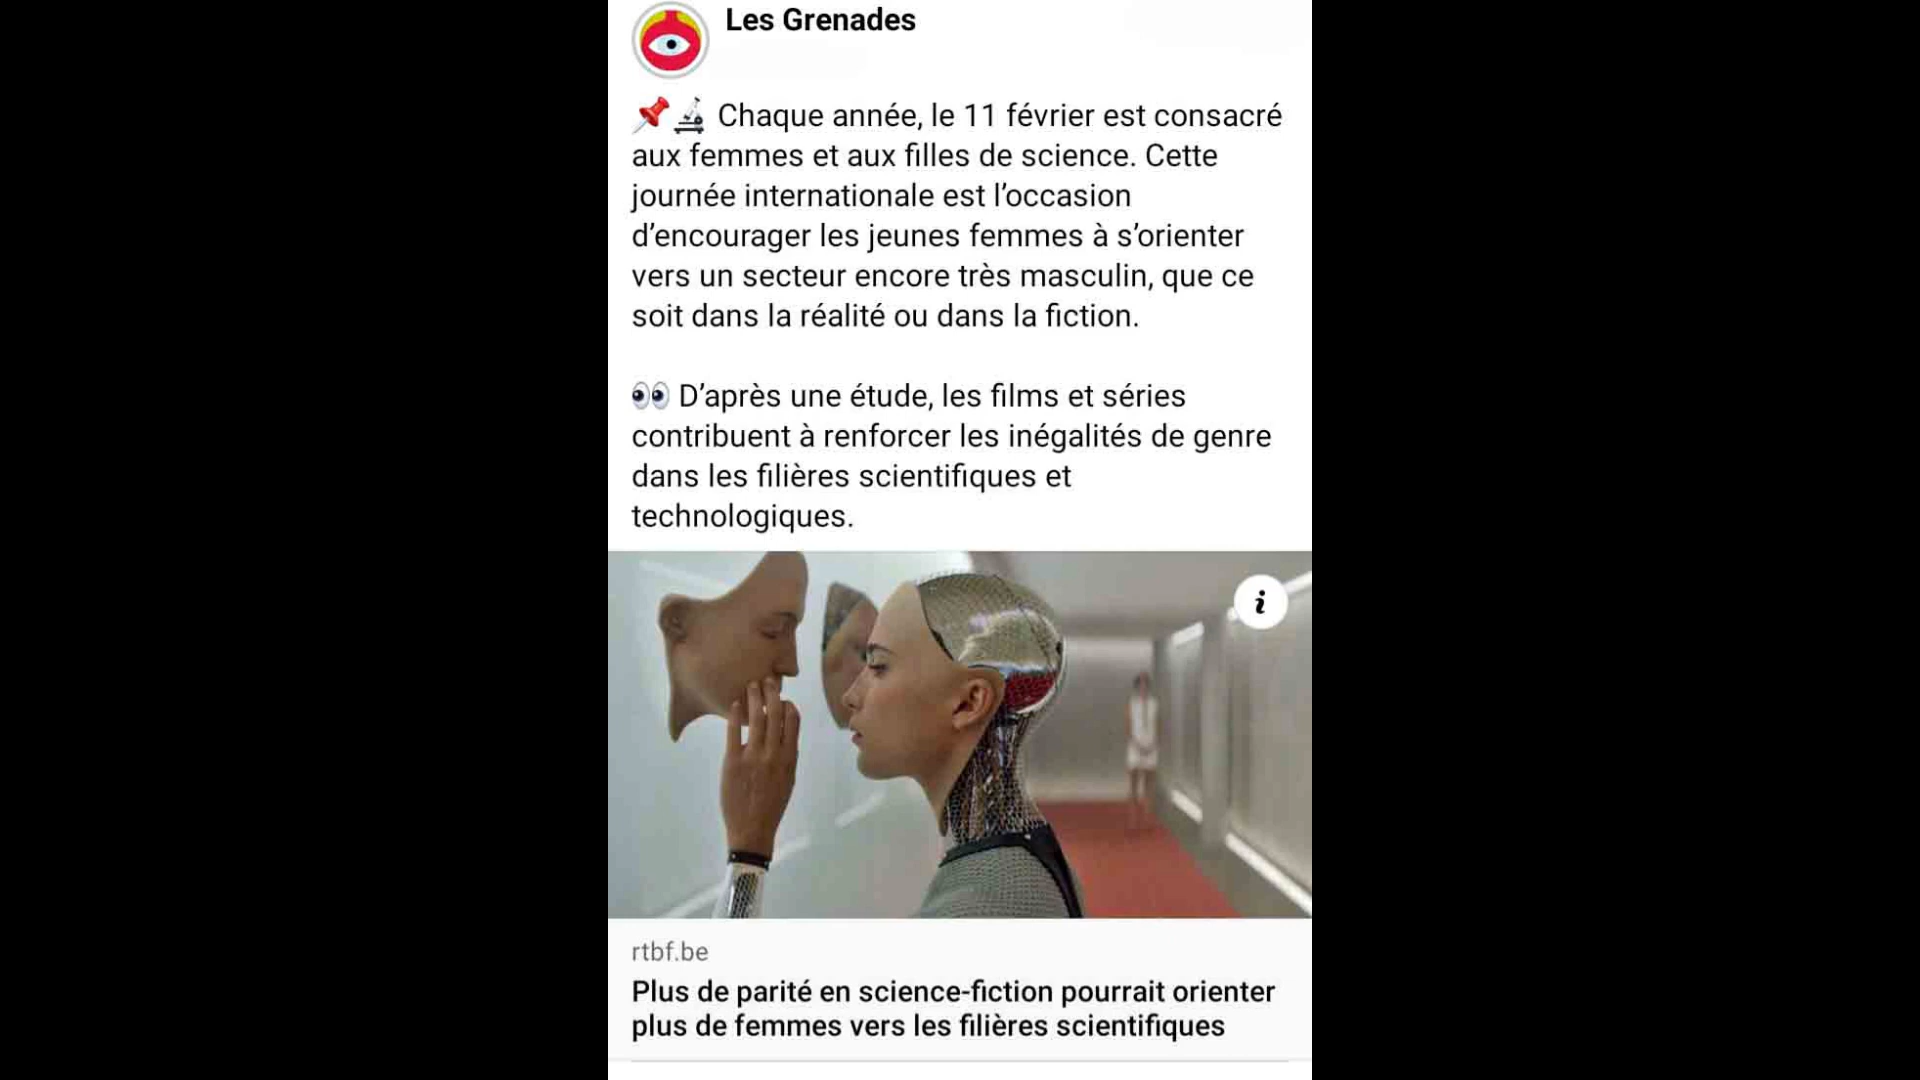 Les Grenades
📌🔬 Chaque année, le 11 février est consacré
aux femmes et aux filles de science. Cette
journée internationale est l’occasion
d’encourager les jeunes femmes à s’orienter
vers un secteur encore très masculin, que ce
soit dans la réalité ou dans la fiction.
👀 D’après une étude, les films et séries
contribuent à renforcer les inégalités de genre
dans les filières scientifiques et
technologiques.
i
rtbf.be
Plus de parité en science-fiction pourrait orienter
plus de femmes vers les filières scientifiques